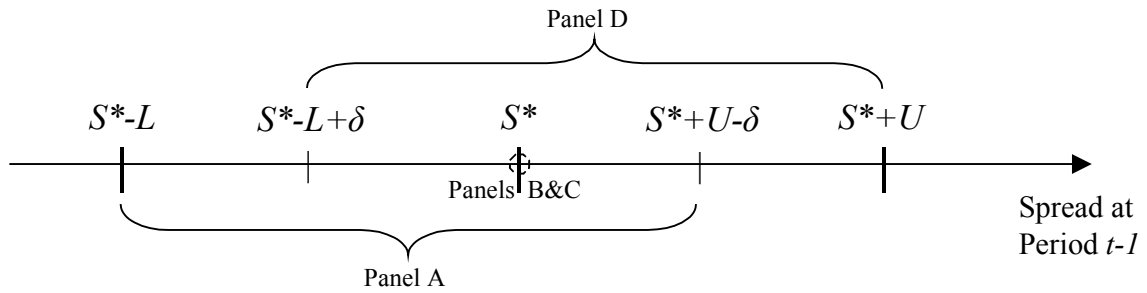 Panel D
S*-L S*-L+δ S* S*+U-δ S*+U
Panels B&C
Spread at
Period t-1
Panel A